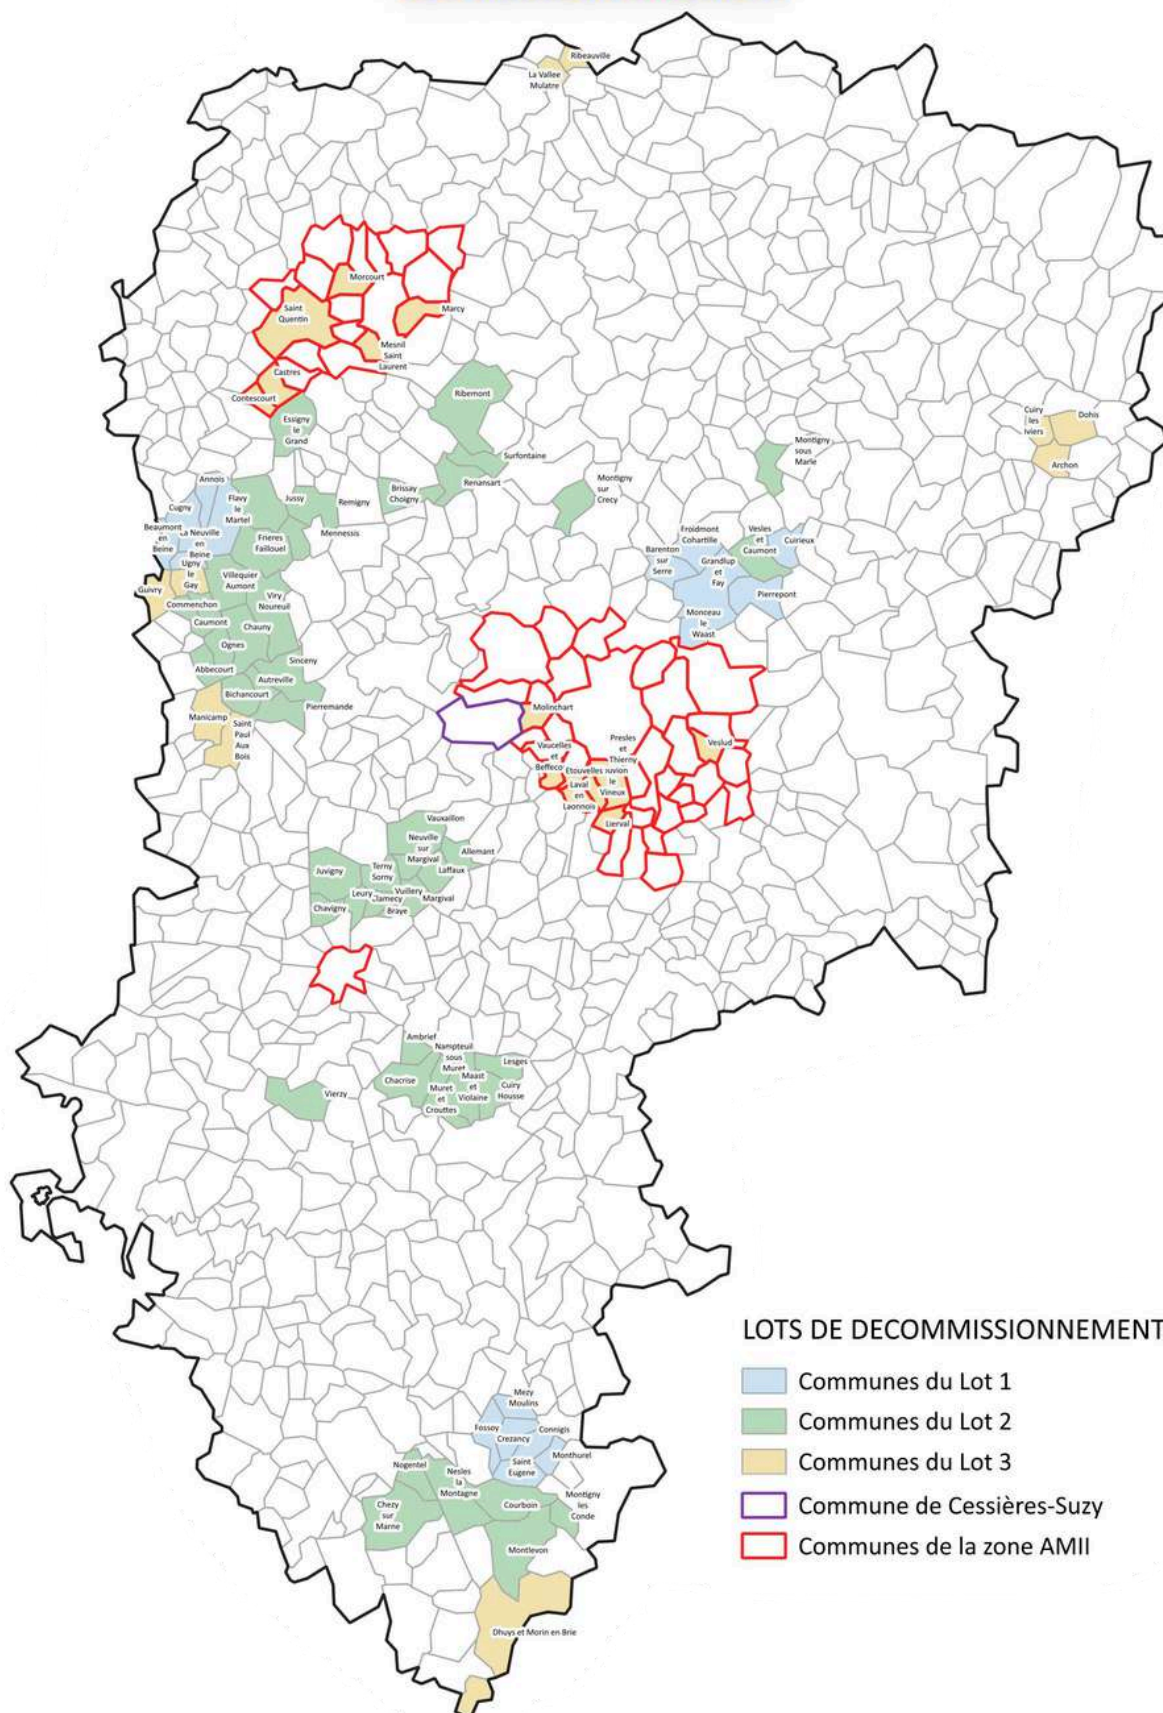 Ribeauville
La Vallee
Mulatre
Morcourt
Saint
Quentin
Marcy
Mesnil
Saint
Laurent
Castres
Contescourt
Ribemont
Essigny
le
Grand
Cuiry
les
Iviers
Dohis
Archon
Surfontaine
Montigny
sous
Marle
Renansart
Montigny
sur
Crecy
Brissay
Choigny
Annois
Flavy
le
Martel
Jussy
Remigny
Cugny
Mennessis
Beaumont
en
Beine
La Neuville
en
Beine
Frieres
Faillouel
Ugny
le
Gay
Villequier
Aumont
Guivry
Commenchon
Viry
Noureuil
Caumont
Chauny
Ognes
Sinceny
Abbecourt
Autreville
Bichancourt
Pierremande
Manicamp
Saint
Paul
Aux
Bois
Froidmont
Cohartille
Vesles
et
Caumont
Cuirieux
Barenton
sur
Serre
Grandlup
et
Fay
Pierrepont
Monceau
le
Waast
Molinchart
Presles
et
Thierny
Veslud
Vaucelles
et
Beffeco
Etouvelles
uvion
le
Vineux
Laval
en
Laonnois
Lierval
Vauxaillon
Neuville
sur
Margival
Allemant
Laffaux
Juvigny
Terny
Sorny
Leury
Clamecy
Vuillery
Margival
Chavigny
Braye
Ambrief
Nampteuil
sous
Muret
Lesges
Chacrise
Maast
et
Violaine
Cuiry
Housse
Muret
et
Crouttes
Vierzy
LOTS DE DECOMMISSIONNEMENT
Communes du Lot 1
Communes du Lot 2
Communes du Lot 3
Commune de Cessières-Suzy
Communes de la zone AMII
Mezy
Moulins
Fossoy
Connigis
Crezancy
Monthurel
Saint
Eugene
Nogentel
Nesles
la
Montagne
Chezy
sur
Marne
Courboin
Montigny
les
Conde
Montlevon
Dhuys et Morin en Brie